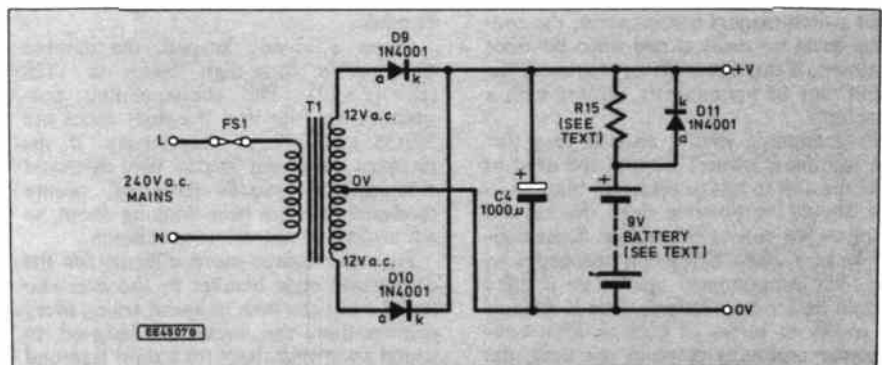 D9
1N4001
+V
12V a.c.
T1
R15
(SEE TEXT)
D11
1N4001
FS1
L
0V
C4
1000µ
240V a.c.
MAINS
9V
BATTERY
(SEE TEXT)
N
12V a.c.
D10
1N4001
0V
EE4507G
a
k
a
k
k
a
+
+